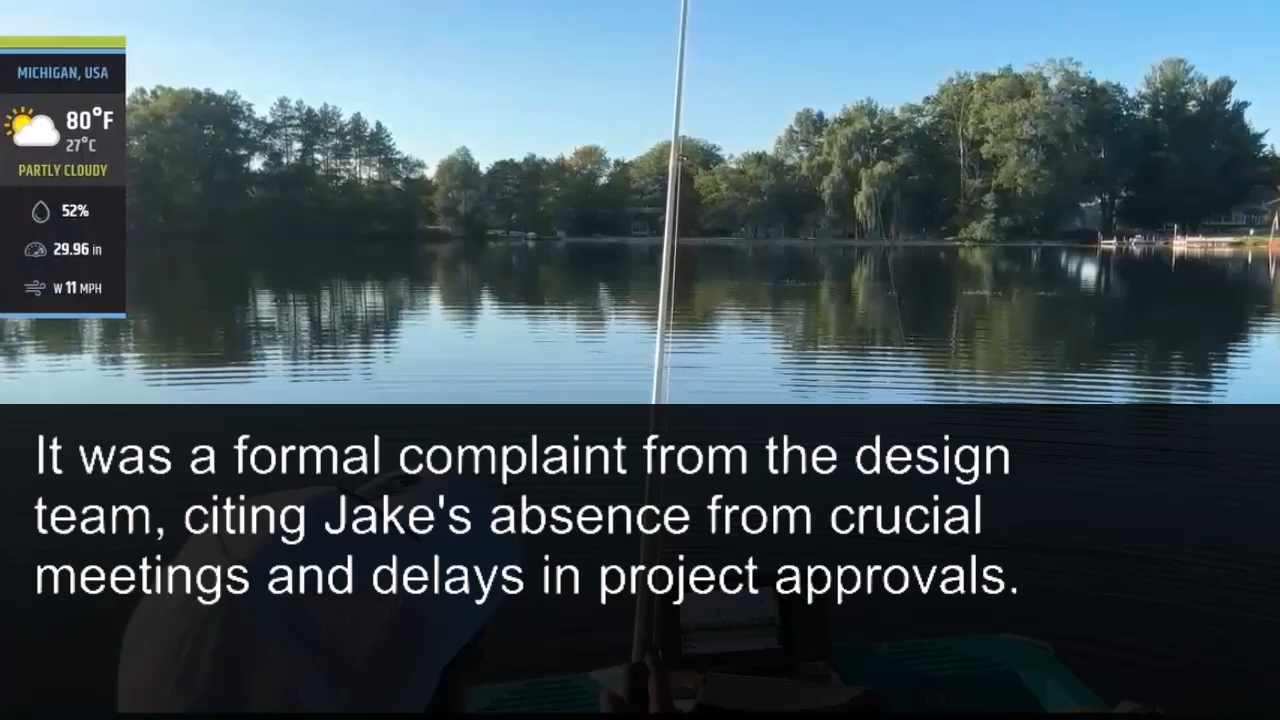 MICHIGAN, USA
80°F
27°C
PARTLY CLOUDY
52%
29.96 in
W 11 MPH
It was a formal complaint from the design
team, citing Jake's absence from crucial
meetings and delays in project approvals.